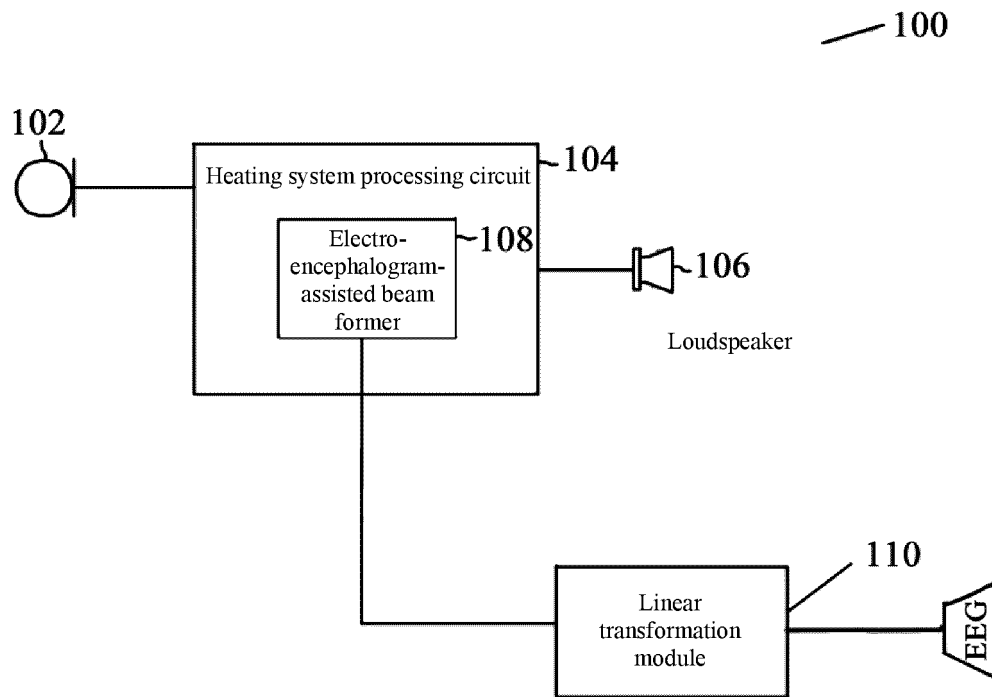 100
102
104
Heating system processing circuit
108
Electro-
encephalogram-
assisted beam
former
106
Loudspeaker
110
Linear
transformation
module
EEG